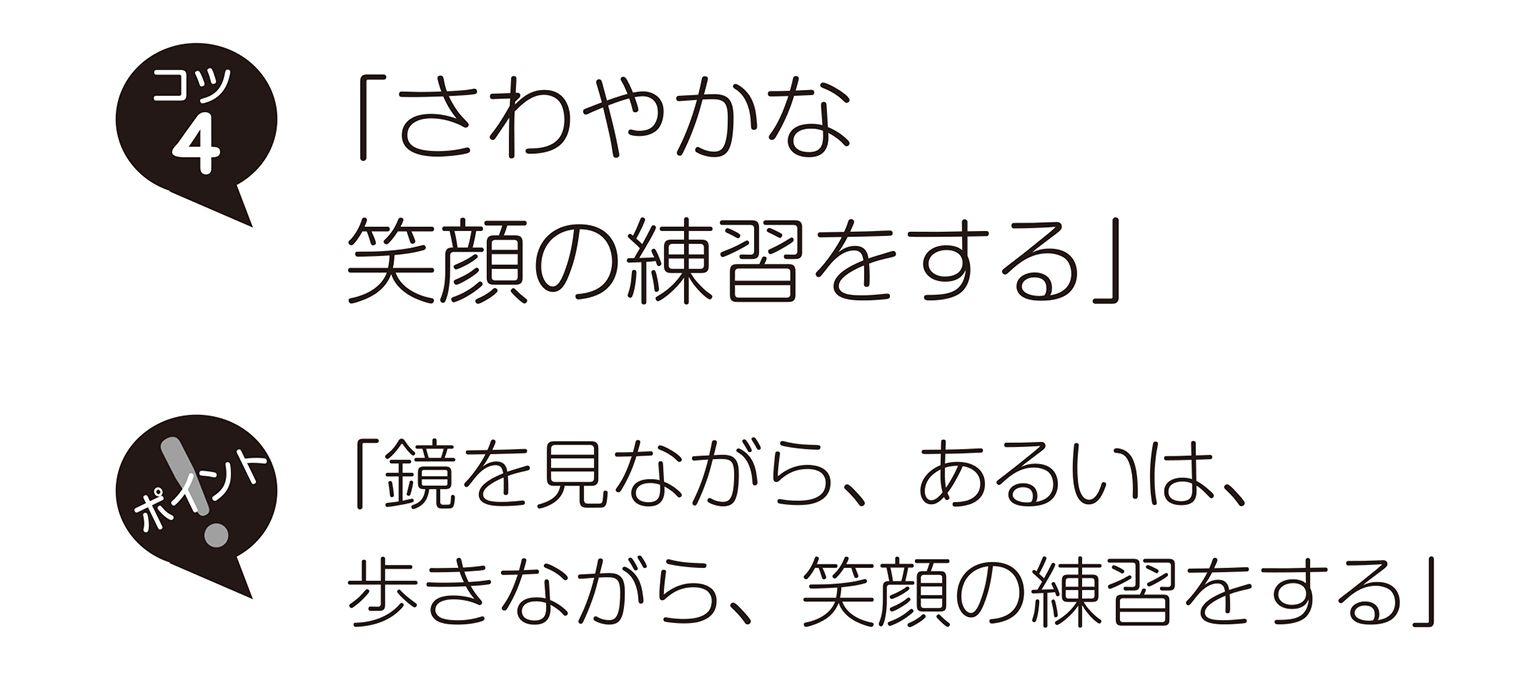 コツ
4
「さわやかな
笑顔の練習をする」
ポイント
「鏡を見ながら、あるいは、
歩きながら、笑顔の練習をする」